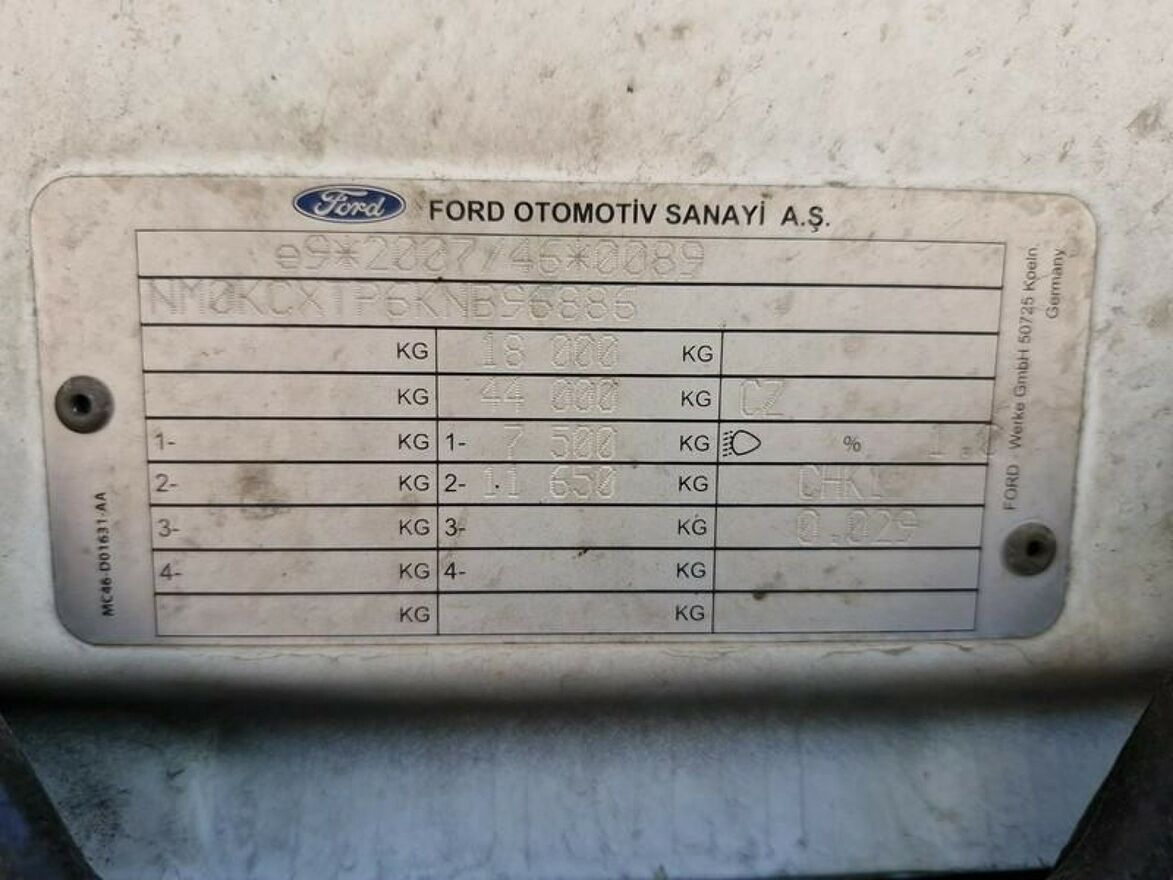 Ford FORD OTOMOTİV SANAYİ A.Ş.
e9*2007/46*0089
NM0KCXTP6KNB96886
KG 18 000 KG
KG 44 000 KG CZ
1- KG 1- 7 500 KG % 1.0
2- KG 2- 11 650 KG
3- KG 3- KG 0.029
4- KG 4- KG
KG KG
MC46-D01631-AA
FORD Werke GmbH 50725 Koeln,
Germany